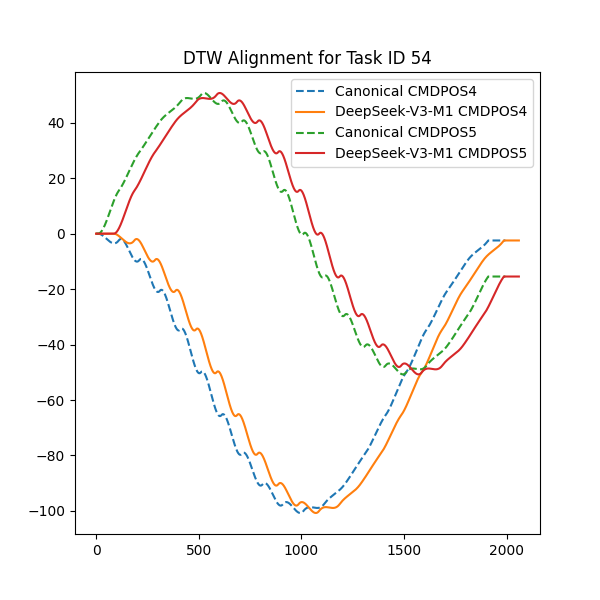 DTW Alignment for Task ID 54
Canonical CMDPOS4
DeepSeek-V3-M1 CMDPOS4
Canonical CMDPOS5
DeepSeek-V3-M1 CMDPOS5
40
20
0
−20
−40
−60
−80
−100
0 500 1000 1500 2000